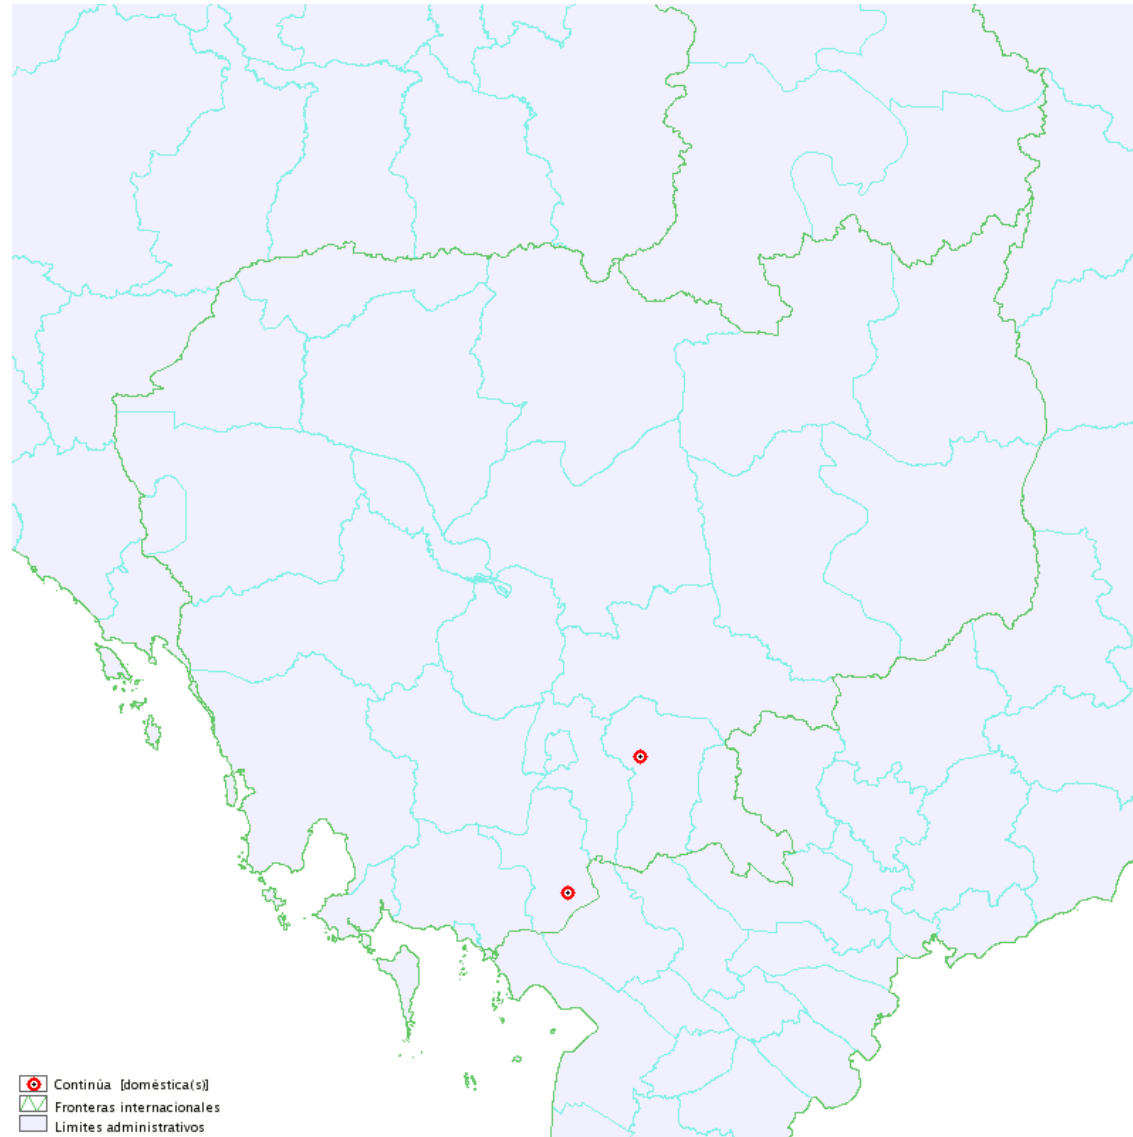 Continúa [doméstica(s)]
Fronteras internacionales
Límites administrativos